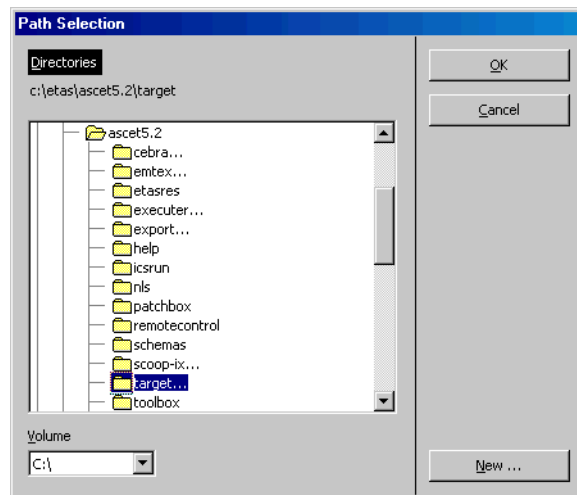 Path Selection
Directories
c:\etas\ascet5.2\target
ascet5.2
cebra...
emtex...
etasres
executer...
export...
help
icsrun
nls
patchbox
remotecontrol
schemas
scoop-ix...
target...
toolbox
Volume
C:\
OK
Cancel
New ...